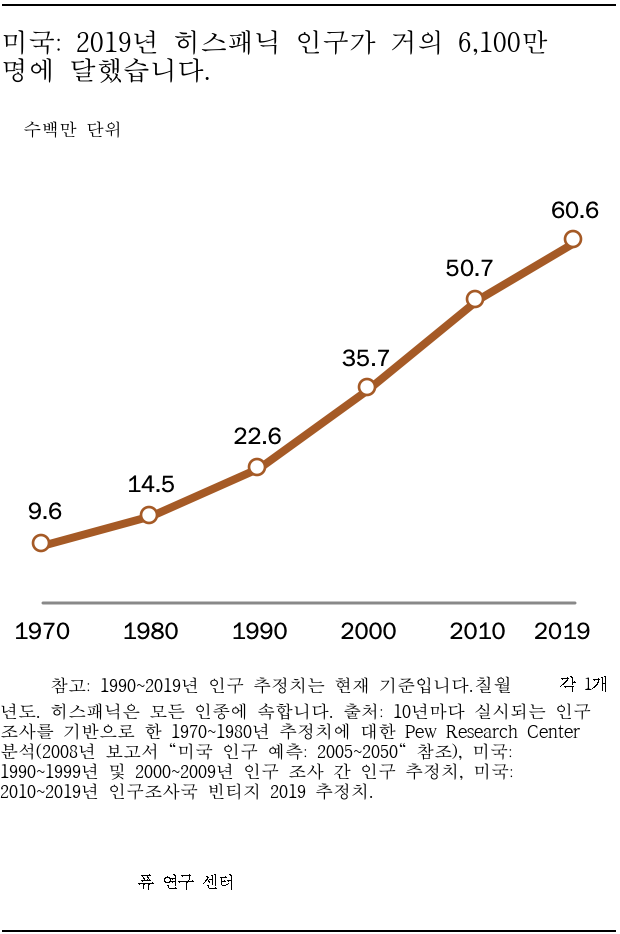 미국: 2019년 히스패닉 인구가 거의 6,100만
명에 달했습니다.
수백만 단위
60.6
50.7
35.7
22.6
14.5
9.6
1970 1980 1990 2000 2010 2019
참고: 1990~2019년 인구 추정치는 현재 기준입니다.칠월 각 1개
년도. 히스패닉은 모든 인종에 속합니다. 출처: 10년마다 실시되는 인구
조사를 기반으로 한 1970~1980년 추정치에 대한 Pew Research Center
분석(2008년 보고서 “미국 인구 예측: 2005~2050“ 참조), 미국:
1990~1999년 및 2000~2009년 인구 조사 간 인구 추정치, 미국:
2010~2019년 인구조사국 빈티지 2019 추정치.
퓨 연구 센터